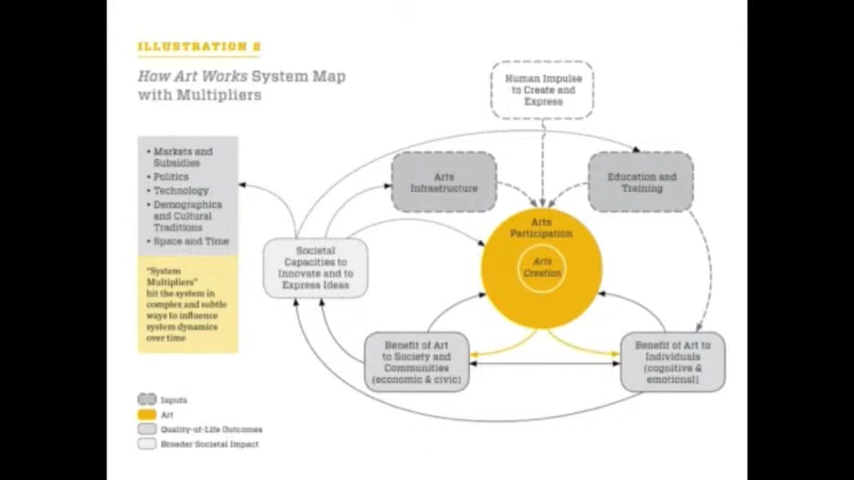 ILLUSTRATION 2
How Art Works System Map
with Multipliers
Human Impulse
to Create and
Express
• Markets and
Subsidies
• Politics
• Technology
• Demographics
and Cultural
Traditions
• Space and Time
"System
Multipliers"
hit the system in
complex and subtle
ways to influence
system dynamics
over time
Arts
Infrastructure
Education and
Training
Arts
Participation
Arts
Creation
Societal
Capacities to
Innovate and to
Express Ideas
Benefit of Art
to Society and
Communities
(economic & civic)
Benefit of Art to
Individuals
(cognitive &
emotional)
Inputs
Art
Quality-of-Life Outcomes
Broader Societal Impact